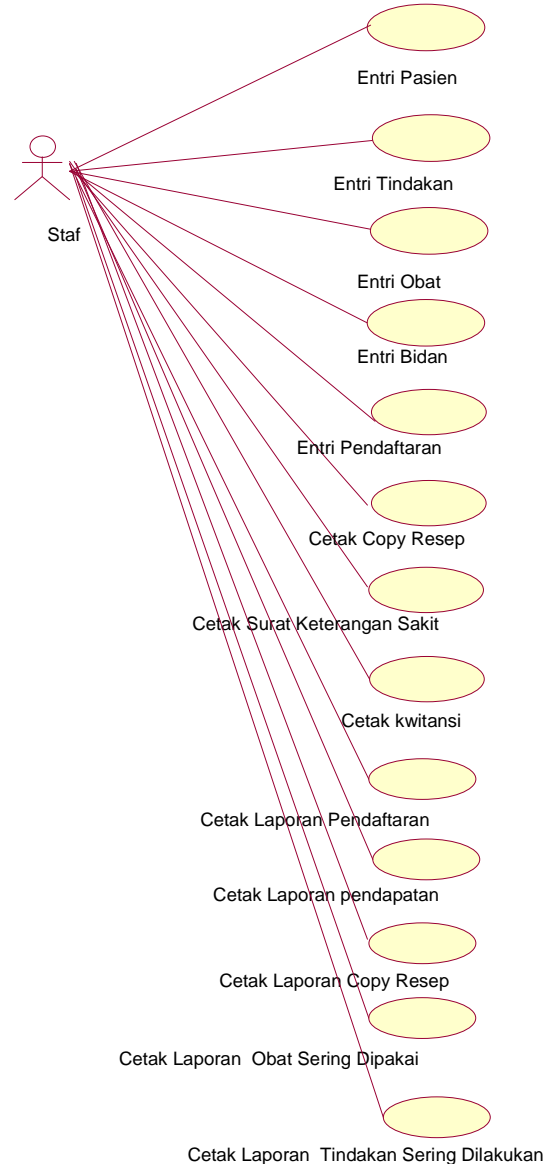 Entri Pasien
Entri Tindakan
Staf
Entri Obat
Entri Bidan
Entri Pendaftaran
Cetak Copy Resep
Cetak Surat Keterangan Sakit
Cetak kwitansi
Cetak Laporan Pendaftaran
Cetak Laporan pendapatan
Cetak Laporan Copy Resep
Cetak Laporan  Obat Sering Dipakai
Cetak Laporan  Tindakan Sering Dilakukan